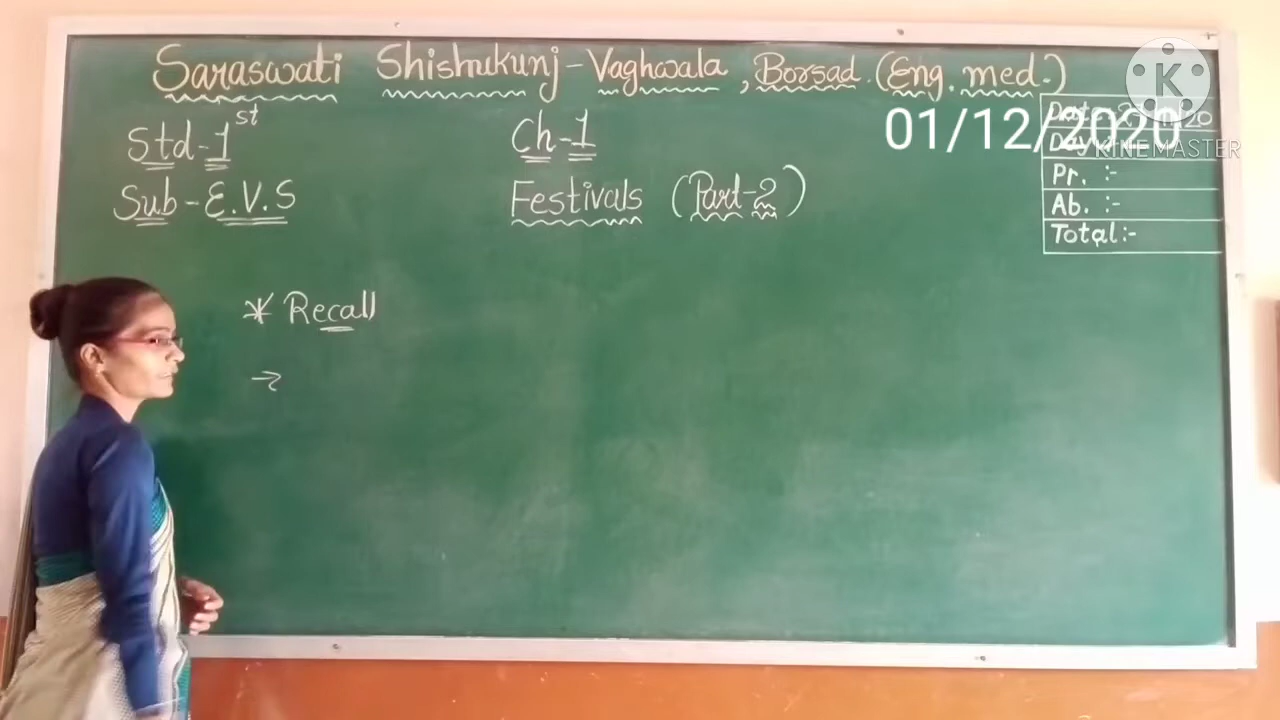 Saraswati Shishukunj-Vaghwala, Borsad. (Eng. med.)
Std-1st
Ch-1
01/12/2020
K
KINEMASTER
Sub-E.V.S
Festivals (Part-2)
Pr. :-
Ab. :-
Total:-
* Recall
→